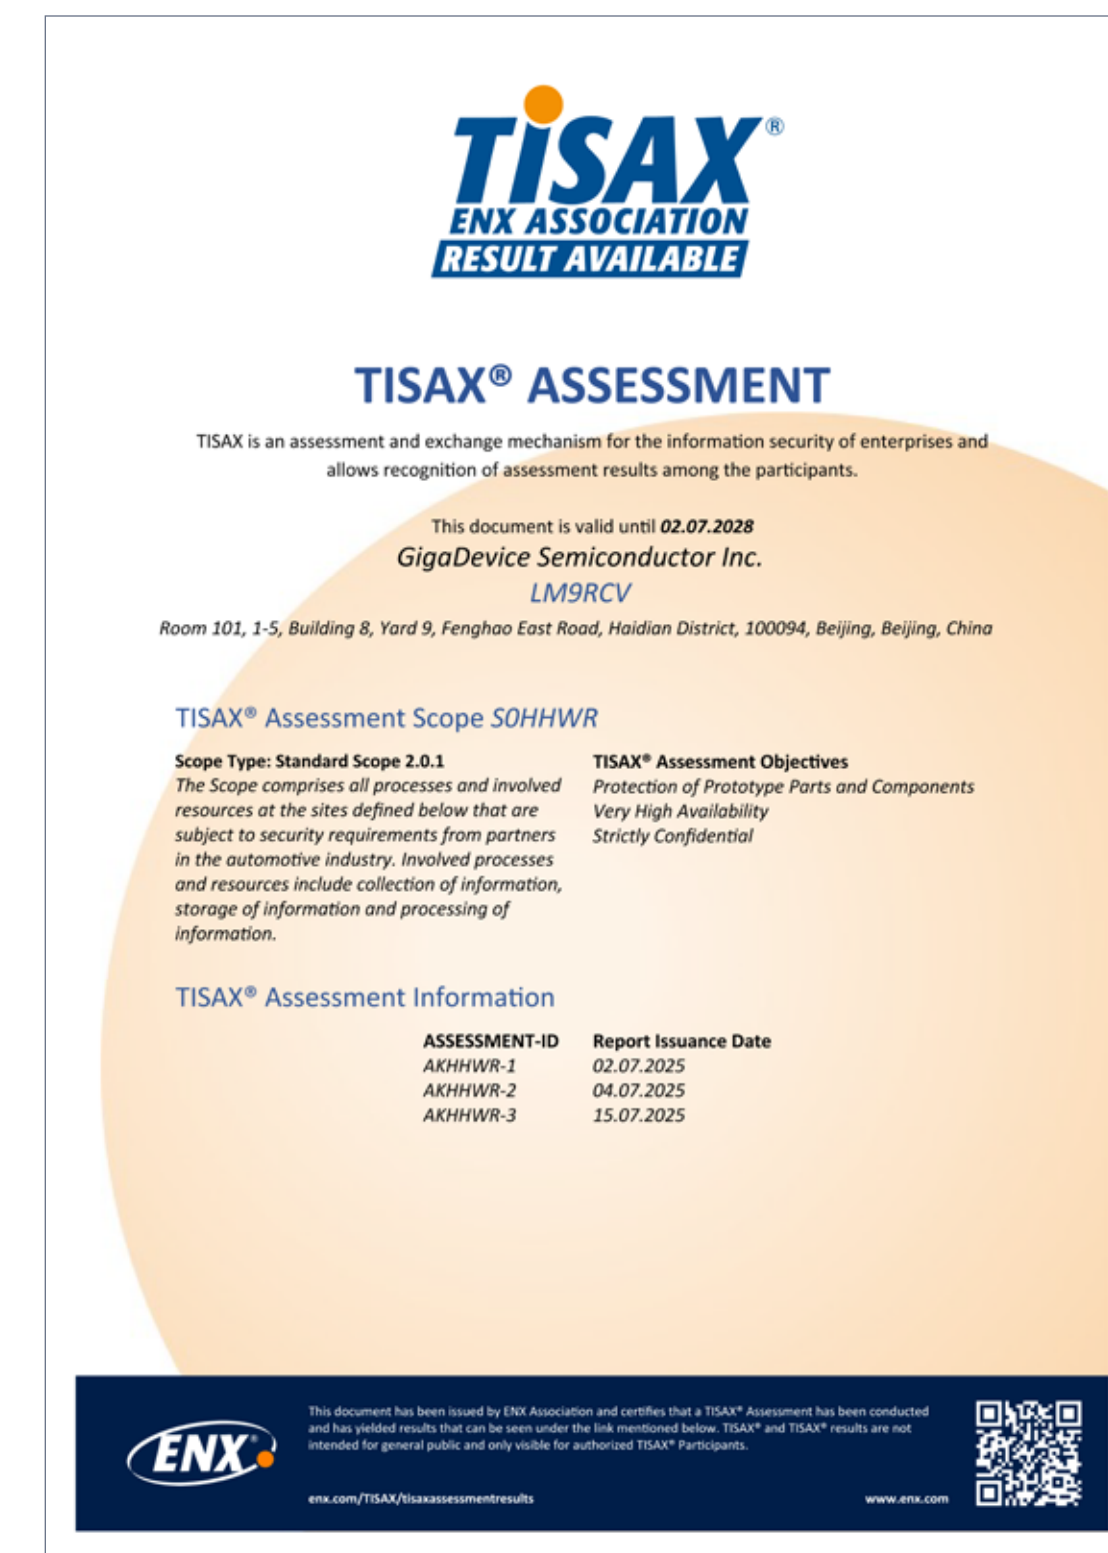 TISAX®
ENX ASSOCIATION
RESULT AVAILABLE
TISAX® ASSESSMENT
TISAX is an assessment and exchange mechanism for the information security of enterprises and
allows recognition of assessment results among the participants.
This document is valid until 02.07.2028
GigaDevice Semiconductor Inc.
LM9RCV
Room 101, 1-5, Building 8, Yard 9, Fenghao East Road, Haidian District, 100094, Beijing, Beijing, China
TISAX® Assessment Scope S0HHWR
Scope Type: Standard Scope 2.0.1
The Scope comprises all processes and involved
resources at the sites defined below that are
subject to security requirements from partners
in the automotive industry. Involved processes
and resources include collection of information,
storage of information and processing of
information.
TISAX® Assessment Objectives
Protection of Prototype Parts and Components
Very High Availability
Strictly Confidential
TISAX® Assessment Information
ASSESSMENT-ID Report Issuance Date
AKHHWR-1 02.07.2025
AKHHWR-2 04.07.2025
AKHHWR-3 15.07.2025
ENX®
This document has been issued by ENX Association and certifies that a TISAX® Assessment has been conducted
and has yielded results that can be seen under the link mentioned below. TISAX® and TISAX® results are not
intended for general public and only visible for authorized TISAX® Participants.
enx.com/TISAX/tisaxassessmentresults
www.enx.com